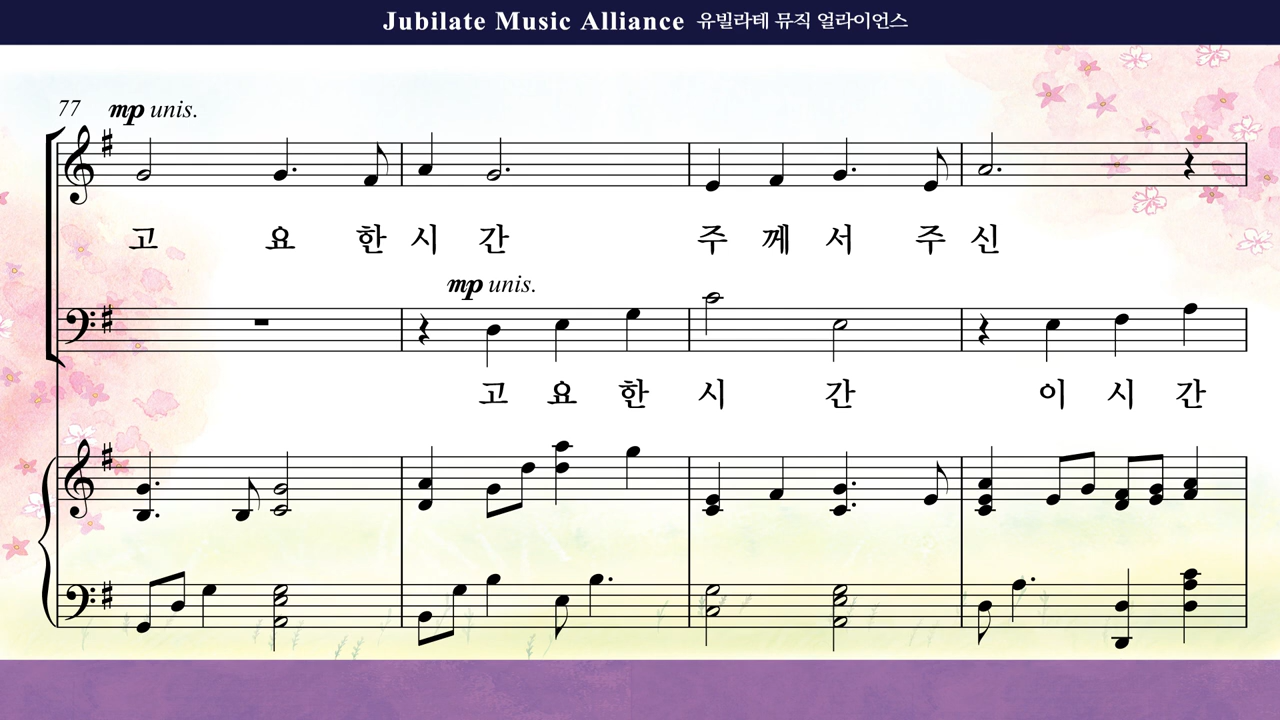 Jubilate Music Alliance 유빌라테 뮤직 얼라이언스
77 mp unis.
고 요 한 시 간 주 께 서 주 신
mp unis.
고 요 한 시 간 이 시 간